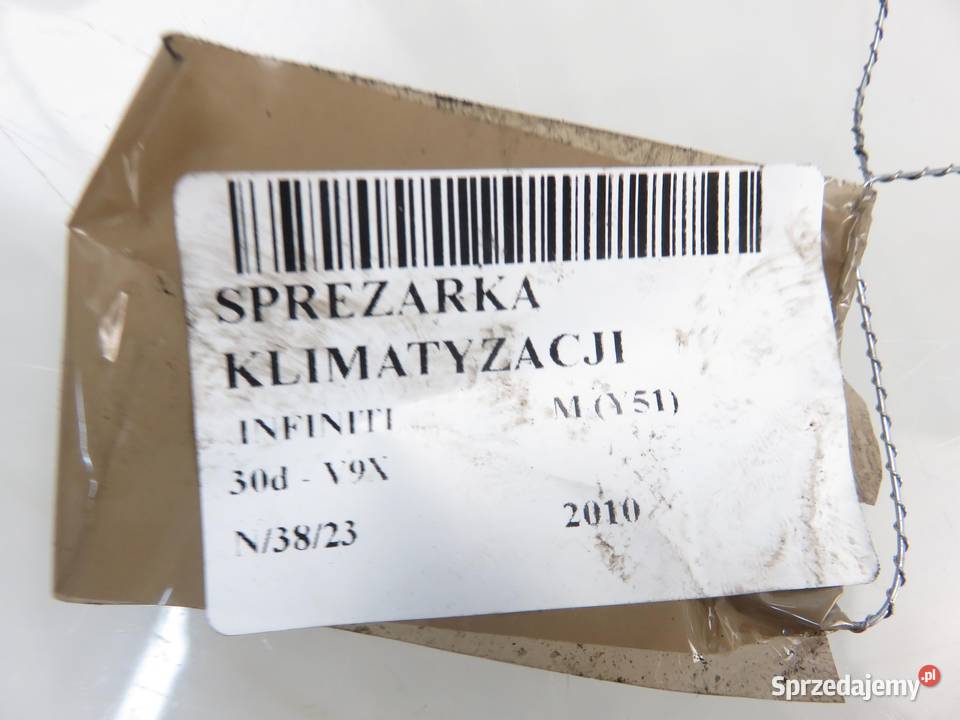 SPREZARKA
KLIMATYZACJI
INFINITI M (Y51)
30d - V9X
N/38/23 2010
Sprzedajemy.pl